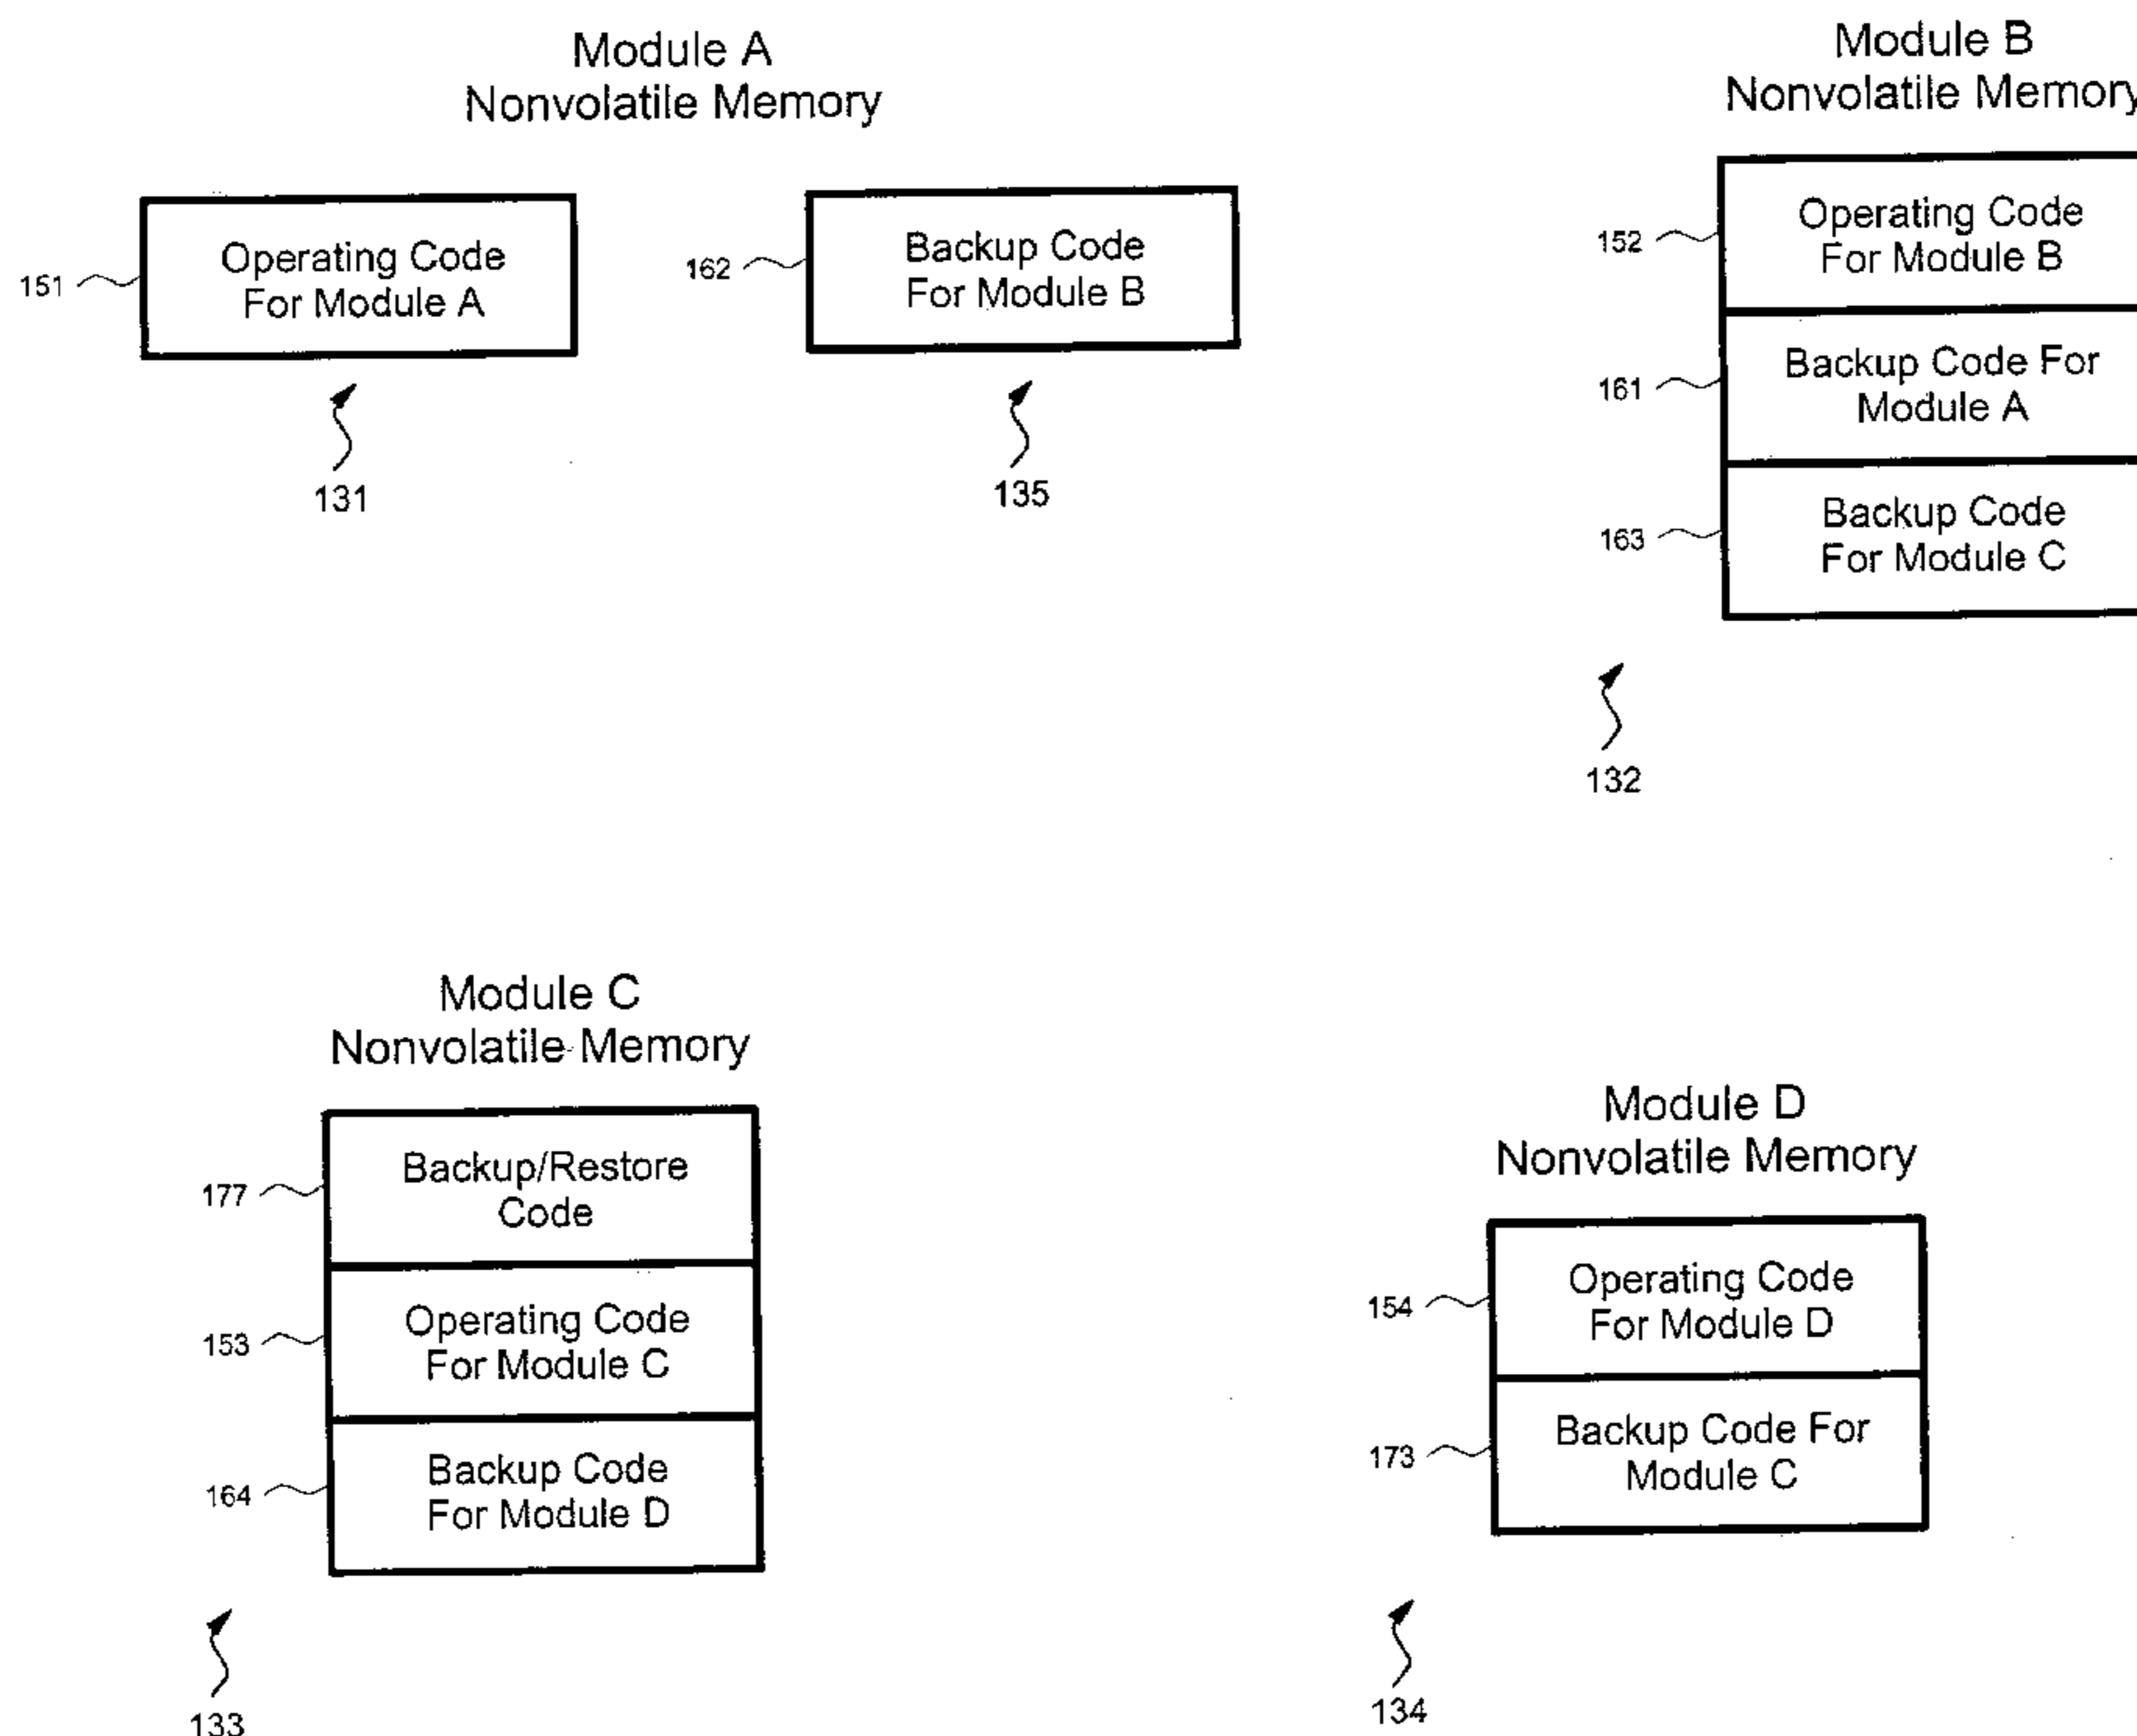 Module A
Nonvolatile Memory
151
Operating Code
For Module A
131
162
Backup Code
For Module B
135
Module B
Nonvolatile Memory
152
Operating Code
For Module B
161
Backup Code For
Module A
163
Backup Code
For Module C
132
Module C
Nonvolatile Memory
177
Backup/Restore
Code
153
Operating Code
For Module C
164
Backup Code
For Module D
133
Module D
Nonvolatile Memory
154
Operating Code
For Module D
173
Backup Code For
Module C
134